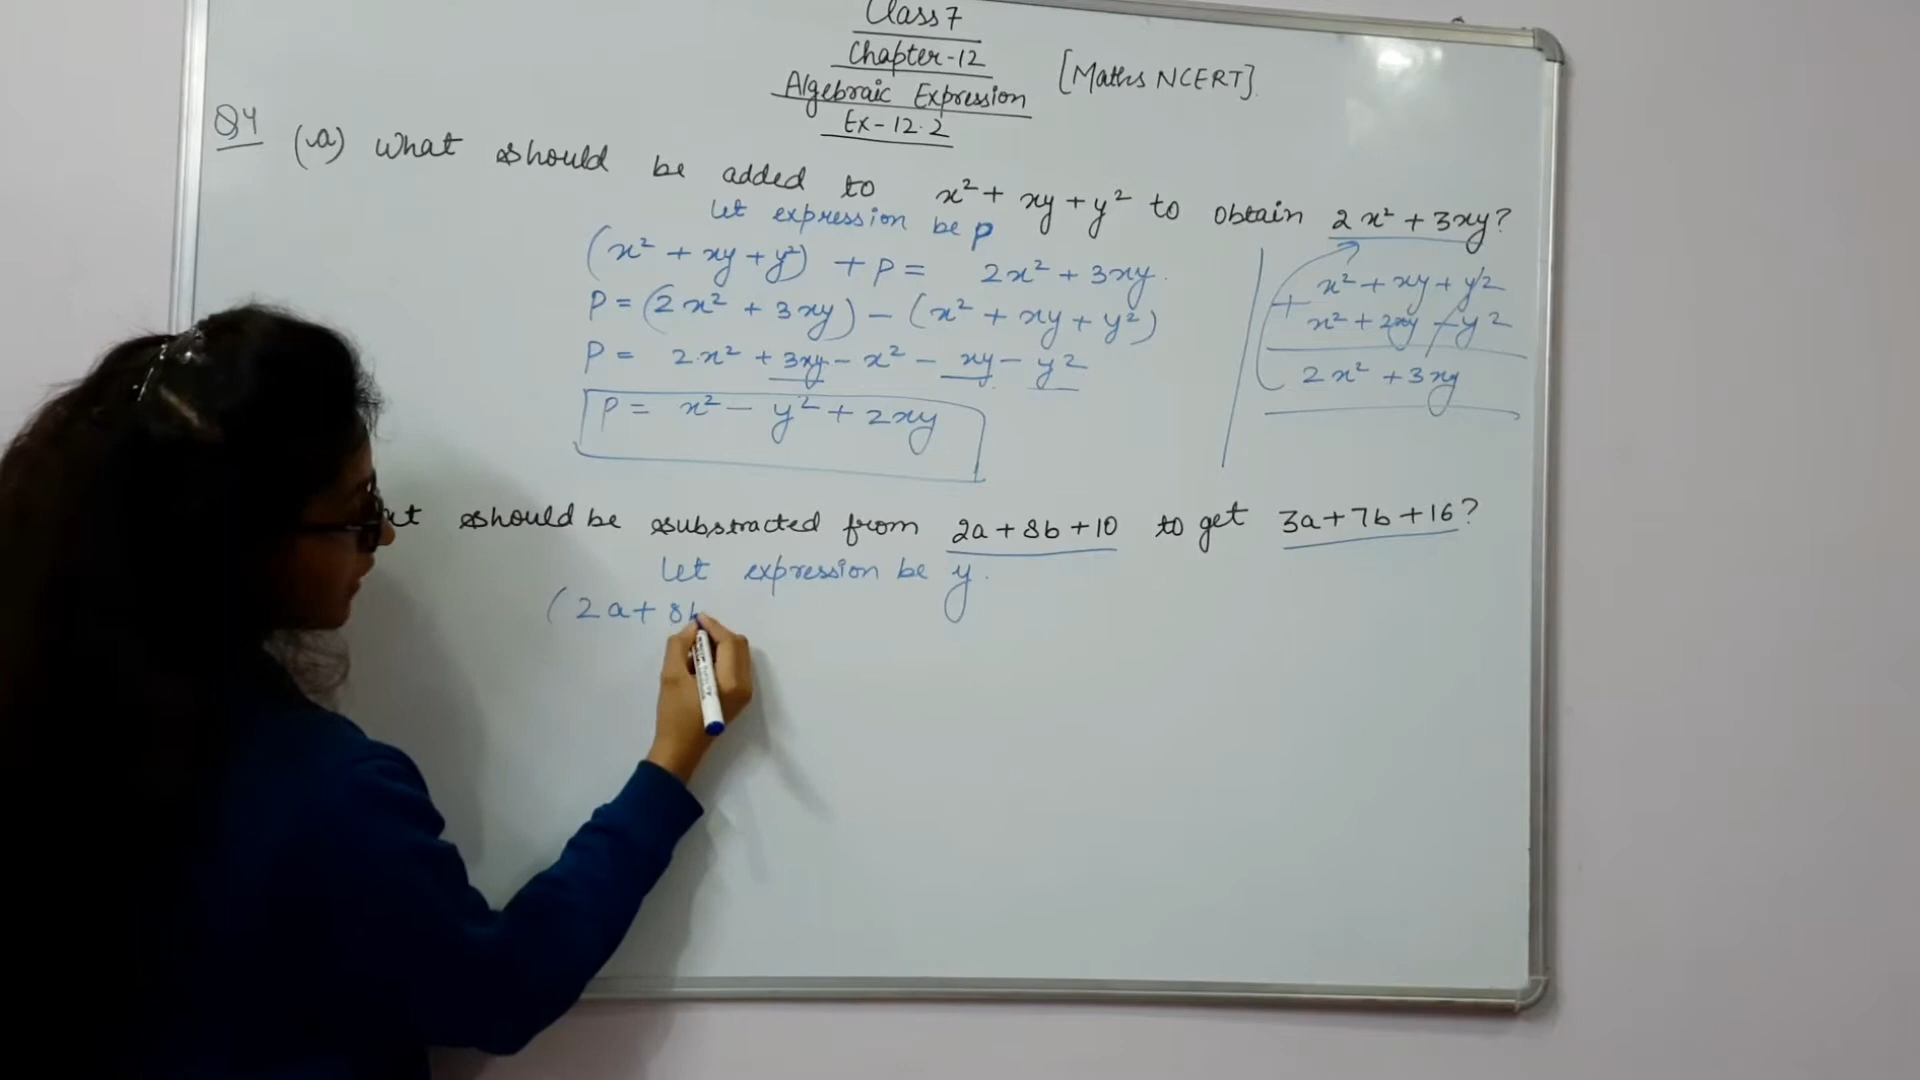 Class 7
Chapter-12
Algebraic Expression
[Maths NCERT].
Ex-12.2
Q4 (a) What should be added to x² + xy + y² to obtain 2x² + 3xy?
Let expression be p
(x² + xy + y²) + P = 2x² + 3xy.
P = (2x² + 3xy) - (x² + xy + y²)
P = 2x² + 3xy - x² - xy - y²
P = x² - y² + 2xy
x² + xy + y²
+ x² + 2xy - y²
2x² + 3xy
should be substracted from 2a + 8b + 10 to get 3a + 7b + 16?
Let expression be y.
(2a + 8